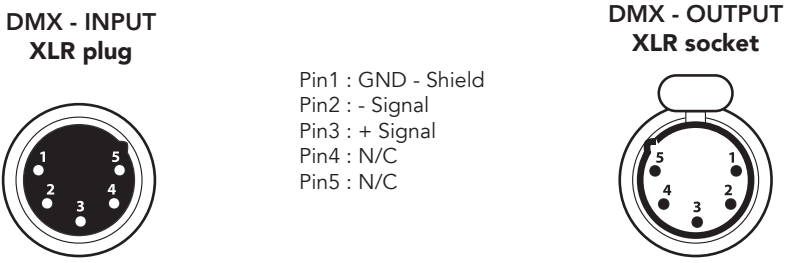 DMX - INPUT
XLR plug
DMX - OUTPUT
XLR socket
Pin1 : GND - Shield
Pin2 : - Signal
Pin3 : + Signal
Pin4 : N/C
Pin5 : N/C
1 5
2 4
3
5 1
4 2
3